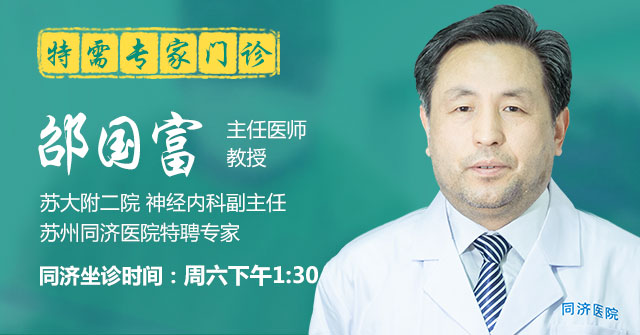 特需专家门诊
邵国富
主任医师
教授
苏大附二院 神经内科副主任
苏州同济医院特聘专家
同济坐诊时间：周六下午1:30
同济医院